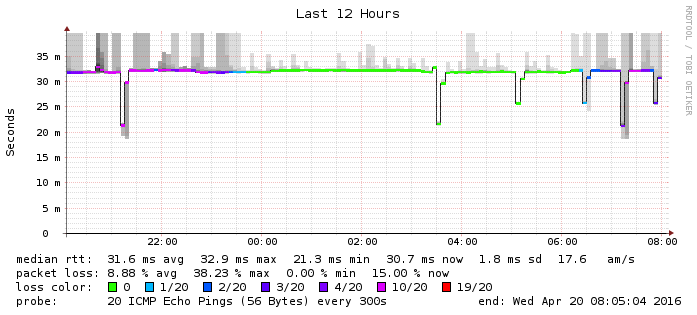 Last 12 Hours
RRDTOOL / TOBI OETIKER
Seconds
35 m
30 m
25 m
20 m
15 m
10 m
5 m
0
22:00 00:00 02:00 04:00 06:00 08:00
median rtt: 31.6 ms avg 32.9 ms max 21.3 ms min 30.7 ms now 1.8 ms sd 17.6 am/s
packet loss: 8.88 % avg 38.23 % max 0.00 % min 15.00 % now
loss color: 0 1/20 2/20 3/20 4/20 10/20 19/20
probe: 20 ICMP Echo Pings (56 Bytes) every 300s end: Wed Apr 20 08:05:04 2016